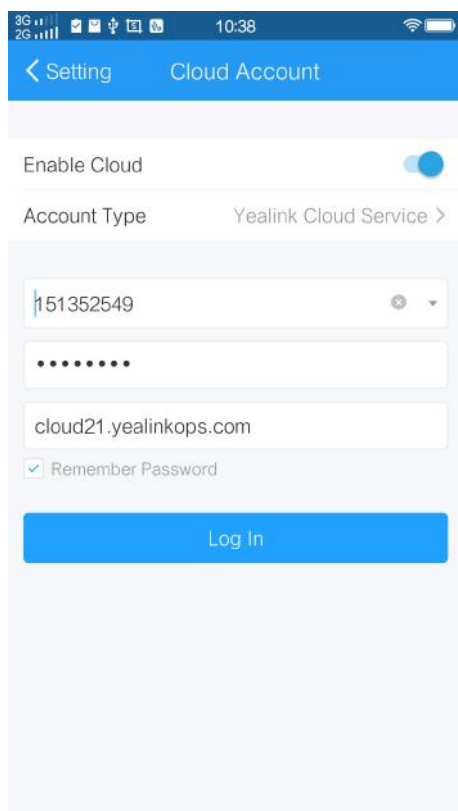 3G
2G 10:38
Setting Cloud Account
Enable Cloud
Account Type Yealink Cloud Service
151352549
••••••••
cloud21.yealinkops.com
Remember Password
Log In